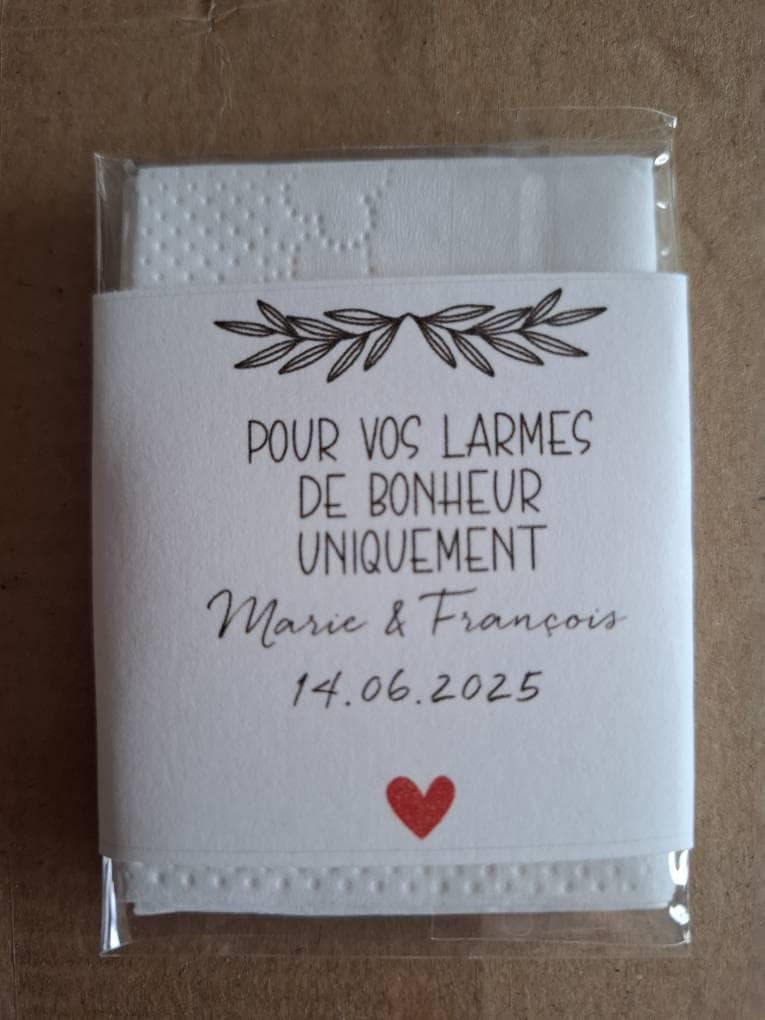 POUR VOS LARMES
DE BONHEUR
UNIQUEMENT
Marie & François
14.06.2025